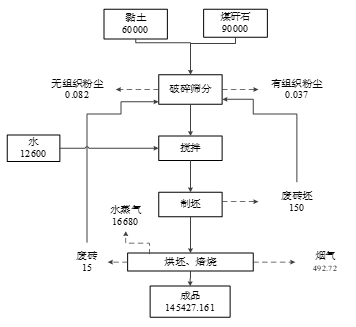 黏土
60000
煤矸石
90000
无组织粉尘
0.082
破碎筛分
有组织粉尘
0.037
水
12600
搅拌
制坯
废砖坯
150
水蒸气
16680
废砖
15
烘坯、焙烧
烟气
492.72
成品
145427.161